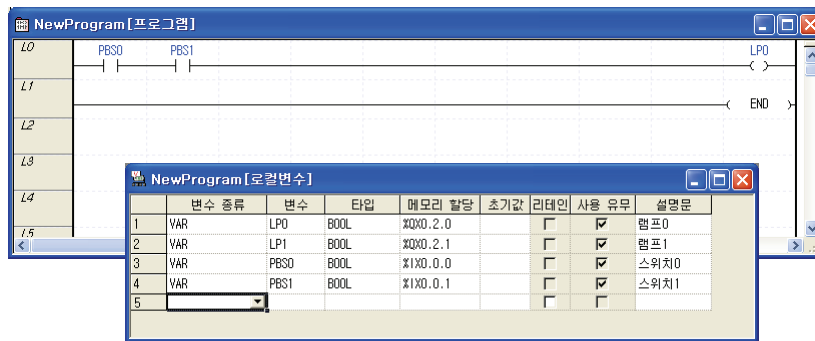 NewProgram[프로그램]
L0 PBS0 PBS1 LP0
L1 END
L2
L3
L4
L5
NewProgram[로컬변수]
변수 종류 변수 타입 메모리 할당 초기값 리테인 사용 유무 설명문
1 VAR LP0 BOOL %QX0.2.0 램프0
2 VAR LP1 BOOL %QX0.2.1 램프1
3 VAR PBS0 BOOL %IX0.0.0 스위치0
4 VAR PBS1 BOOL %IX0.0.1 스위치1
5